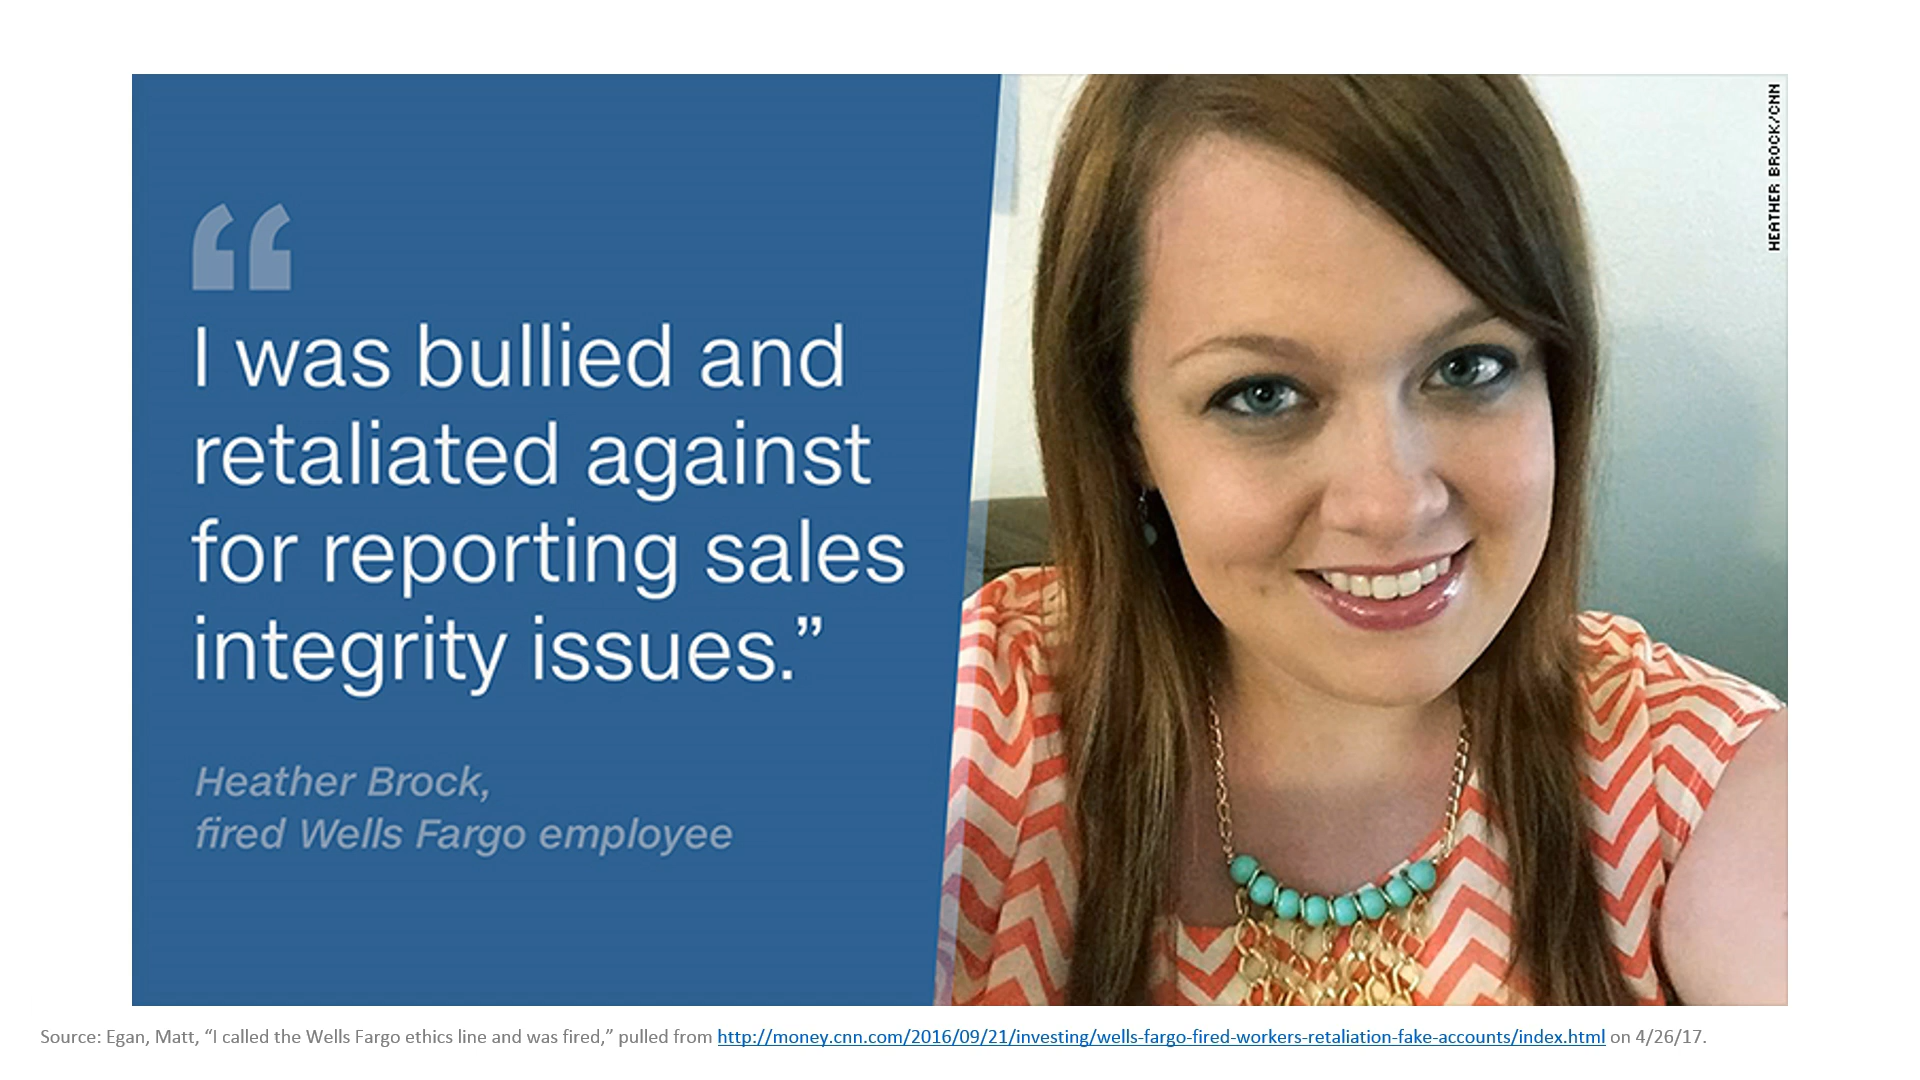 “
I was bullied and
retaliated against
for reporting sales
integrity issues.”
Heather Brock,
fired Wells Fargo employee
HEATHER BROCK/CNN
Source: Egan, Matt, “I called the Wells Fargo ethics line and was fired,” pulled from http://money.cnn.com/2016/09/21/investing/wells-fargo-fired-workers-retaliation-fake-accounts/index.html on 4/26/17.